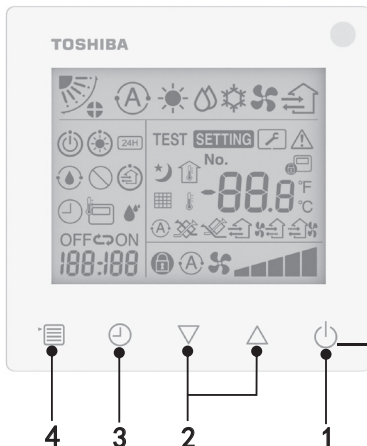 TOSHIBA
A
24H
TEST SETTING
No.
-88.8 °F °C
A
OFF ON
188:188
A
4 3 2 1